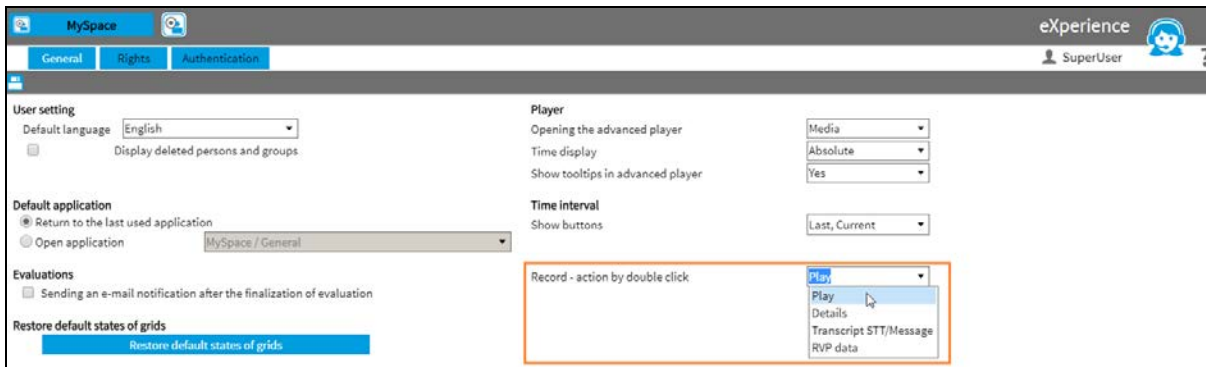 MySpace
eXperience
General Rights Authentication
SuperUser ?
User setting
Default language English
Display deleted persons and groups
Default application
Return to the last used application
Open application MySpace / General
Evaluations
Sending an e-mail notification after the finalization of evaluation
Restore default states of grids
Restore default states of grids
Player
Opening the advanced player Media
Time display Absolute
Show tooltips in advanced player Yes
Time interval
Show buttons Last, Current
Record - action by double click Play
Play
Details
Transcript STT/Message
RVP data